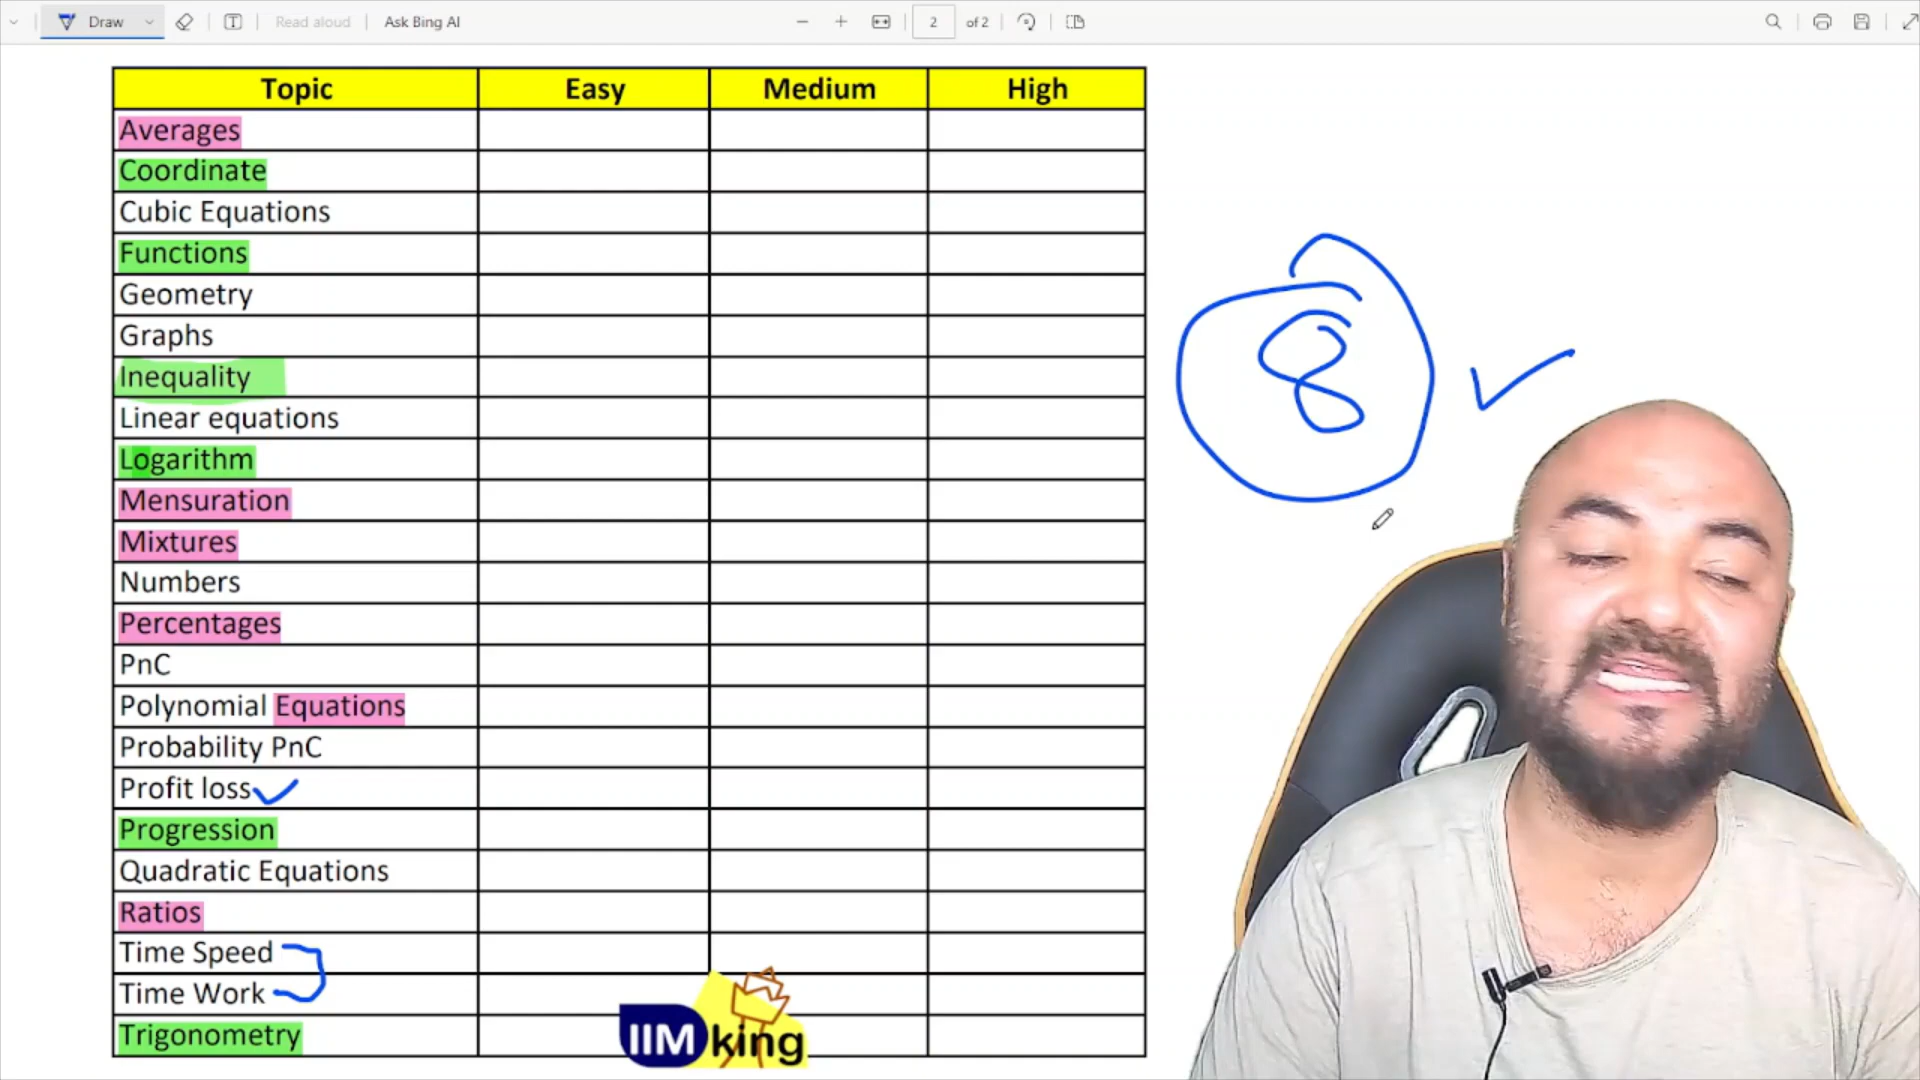 Draw Read aloud Ask Bing AI 2 of 2
Topic Easy Medium High
Averages
Coordinate
Cubic Equations
Functions
Geometry
Graphs
Inequality
Linear equations
Logarithm
Mensuration
Mixtures
Numbers
Percentages
PnC
Polynomial Equations
Probability PnC
Profit loss
Progression
Quadratic Equations
Ratios
Time Speed
Time Work
Trigonometry
8
IIM king